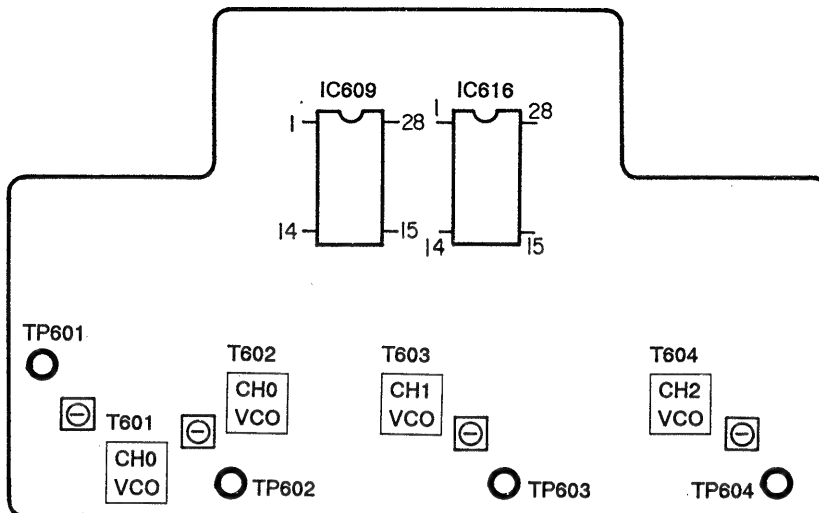 IC609
IC616
1
28
1
28
14
15
14
15
TP601
T602
T603
T604
CH0
VCO
CH1
VCO
CH2
VCO
T601
CH0
VCO
TP602
TP603
TP604